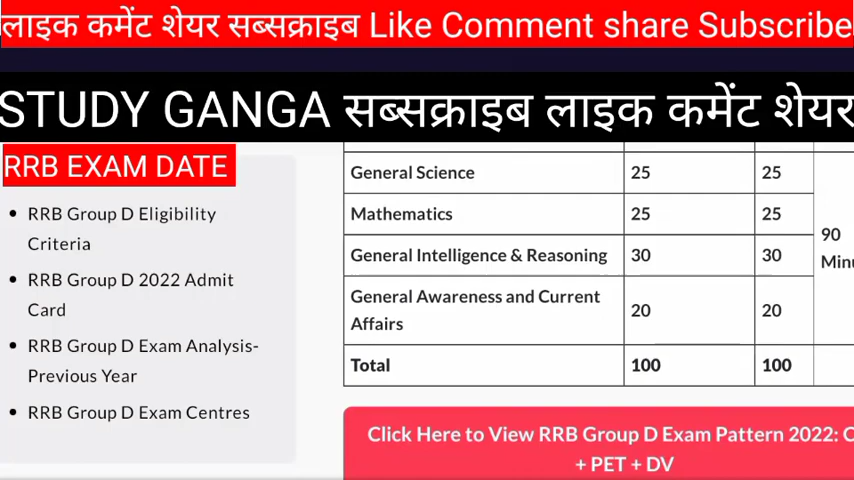 लाइक कमेंट शेयर सब्सक्राइब Like Comment share Subscribe
STUDY GANGA सब्सक्राइब लाइक कमेंट शेयर
RRB EXAM DATE
RRB Group D Eligibility
Criteria
RRB Group D 2022 Admit
Card
RRB Group D Exam Analysis-
Previous Year
RRB Group D Exam Centres
General Science 25 25
Mathematics 25 25
90
General Intelligence & Reasoning 30 30
General Awareness and Current
Affairs 20 20
Total 100 100
Click Here to View RRB Group D Exam Pattern 2022:
+ PET + DV